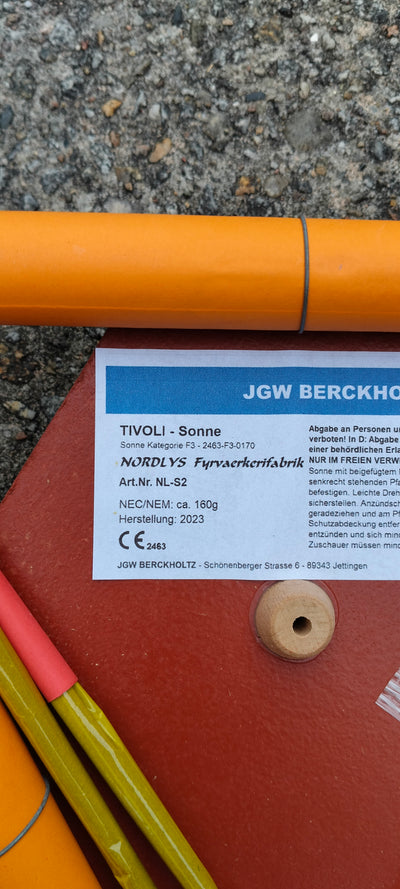 JGW BERCKHO
TIVOLI - Sonne
Sonne Kategorie F3 - 2463-F3-0170
NORDLYS Fyrvaerkerifabrik
Art.Nr. NL-S2
NEC/NEM: ca. 160g
Herstellung: 2023
CE 2463
Abgabe an Personen u
verboten! In D: Abgabe
einer behördlichen Erla
NUR IM FREIEN VERW
Sonne mit beigefügtem
senkrecht stehenden Pfa
befestigen. Leichte Dreh
sicherstellen. Anzündsch
geradeziehen und am Pf
Schutzabdeckung entfer
entzünden und sich mind
Zuschauer müssen mind
JGW BERCKHOLTZ - Schönenberger Strasse 6 - 89343 Jettingen